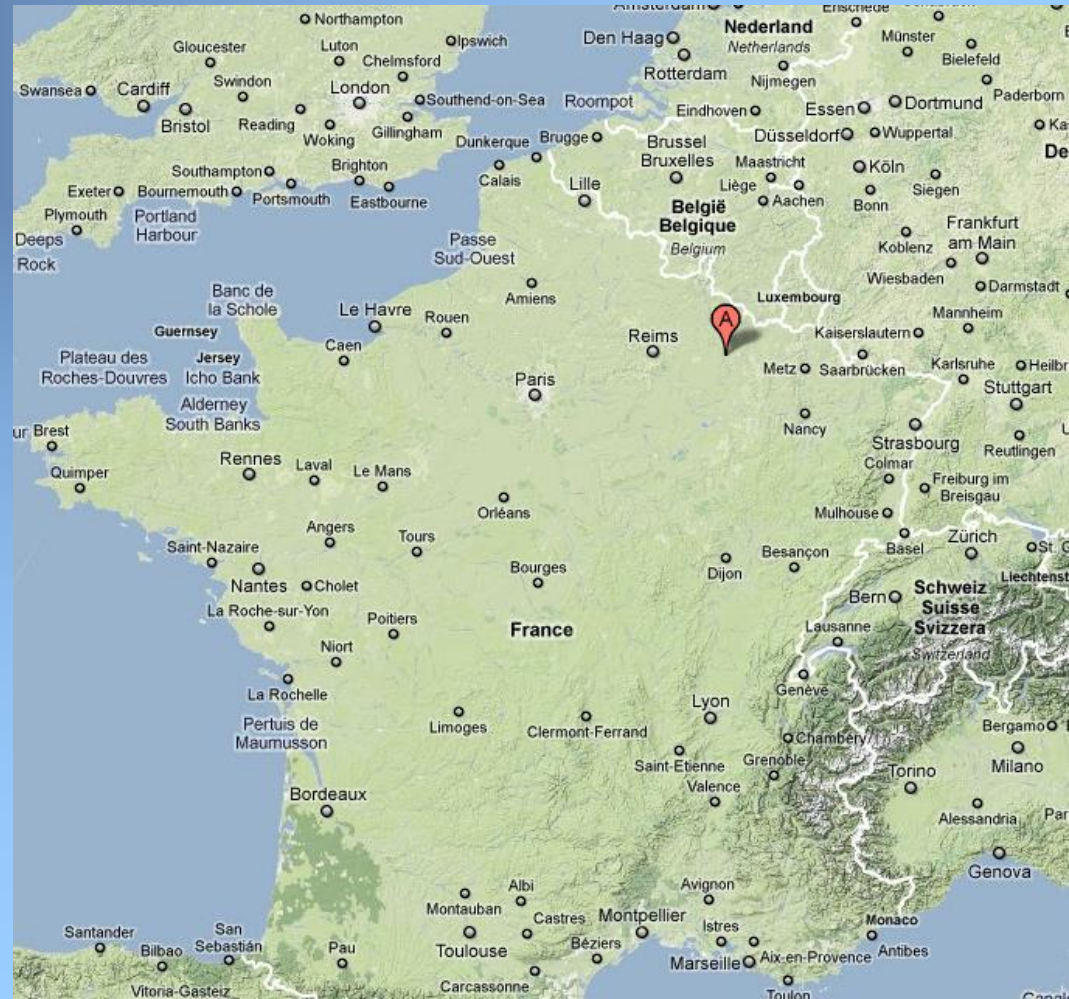 Amsterdam
Enschede
Northampton
Nederland
Netherlands
Münster
Gloucester
Luton
Ipswich
Den Haag
Bielefeld
Swindon
Chelmsford
Rotterdam
Nijmegen
Swansea
Cardiff
London
Southend-on-Sea
Roompot
Eindhoven
Essen
Dortmund
Paderborn
Bristol
Reading
Woking
Gillingham
Dunkerque
Brugge
Brussel
Bruxelles
Düsseldorf
Wuppertal
Ka
Southampton
Brighton
Calais
Lille
Maastricht
Köln
De
Exeter
Bournemouth
Portsmouth
Eastbourne
Liège
Aachen
Bonn
Siegen
Plymouth
Portland
Harbour
België
Belgique
Belgium
Frankfurt
am Main
Deeps
Rock
Passe
Sud-Ouest
Koblenz
Wiesbaden
Darmstadt
Banc de
la Schole
Amiens
Luxembourg
Guernsey
Le Havre
Rouen
A
Mannheim
Kaiserslautern
Plateau des
Roches-Douvres
Jersey
Icho Bank
Caen
Reims
Metz
Saarbrücken
Karlsruhe
Heilbr
Paris
Stuttgart
Alderney
South Banks
Nancy
Strasbourg
ur
Brest
Reutlingen
U
Quimper
Rennes
Laval
Le Mans
Colmar
Freiburg im
Breisgau
Orléans
Mulhouse
Angers
Tours
Saint-Nazaire
Besançon
Basel
Zürich
St. G
Nantes
Cholet
Bourges
Dijon
Liechtenst
Bern
Schweiz
Suisse
Svizzera
Switzerland
La Roche-sur-Yon
Poitiers
France
Lausanne
Niort
La Rochelle
Genève
Limoges
Clermont-Ferrand
Lyon
Pertuis de
Maumusson
Chambéry
Bergamo
Saint-Etienne
Grenoble
Milano
Valence
Torino
Bordeaux
Alessandria
Par
Genova
Albi
Avignon
Montauban
Castres
Montpellier
Istres
Monaco
Santander
San
Sebastián
Bilbao
Pau
Toulouse
Béziers
Marseille
Aix-en-Provence
Antibes
Vitoria-Gasteiz
Carcassonne
Toulon